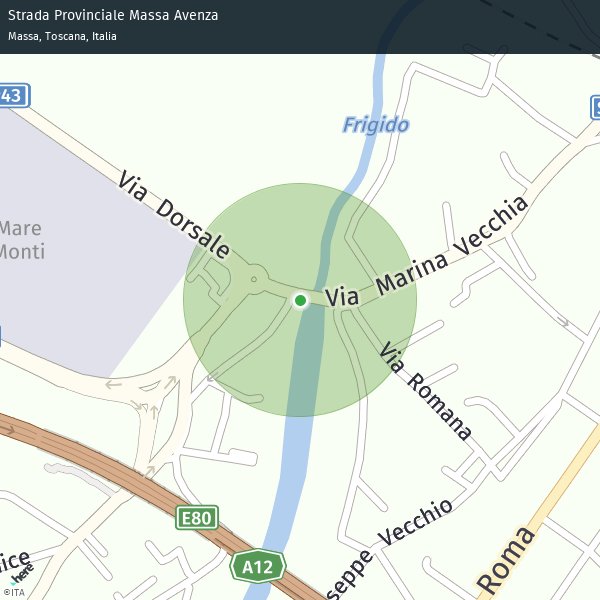 Strada Provinciale Massa Avenza
Massa, Toscana, Italia
43
S
Frigido
Via Dorsale
Mare
Monti
Via Marina Vecchia
Via Romana
E80
A12
seppe Vecchio
Roma
lice
here
©ITA